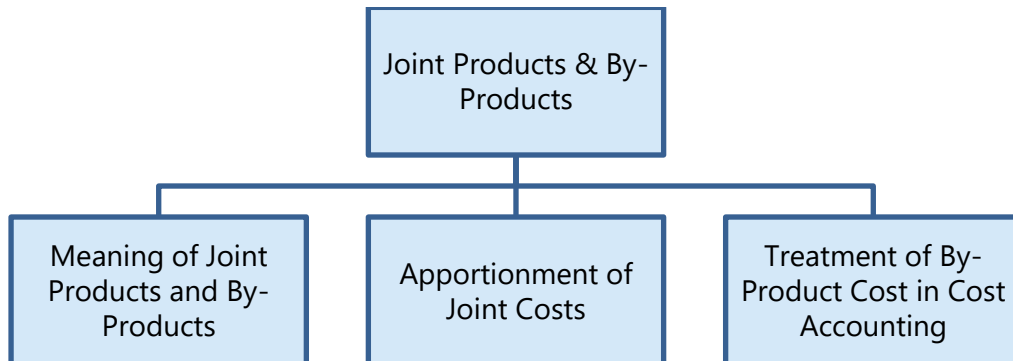 Joint Products & By-
Products
Meaning of Joint
Products and By-
Products
Apportionment of
Joint Costs
Treatment of By-
Product Cost in Cost
Accounting